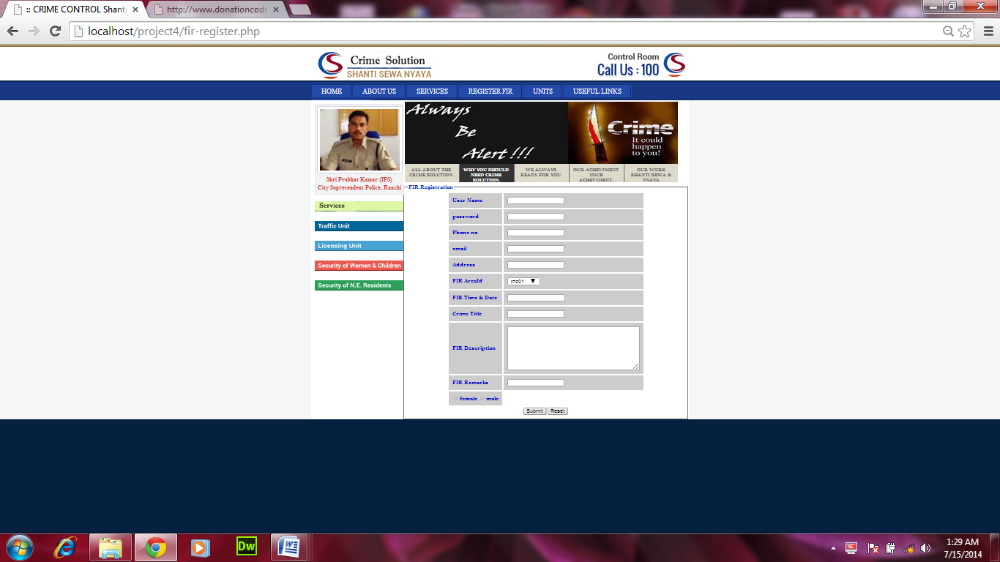 :: CRIME CONTROL Shanti
http://www.donationcode
localhost/project4/fir-register.php
Crime Solution
SHANTI SEWA NYAYA
Control Room
Call Us : 100
HOME
ABOUT US
SERVICES
REGISTER FIR
UNITS
USEFUL LINKS
Always
Be
Alert !!!
Crime
It could
happen
to you!
ALL ABOUT THE
CRIME SOLUTION.
WHY YOU SHOULD
NEED CRIME
SOLUTION.
WE ALWAYS
READY FOR YOU.
OUR ACHEVIMENT
YOUR
ACHEVIMENT.
OUR WORK
SHANTI SEWA &
NYAYA
Shri Prabhat Kumar (IPS)
City Supretendent Police, Ranchi
Services
Traffic Unit
Licensing Unit
Security of Women & Children
Security of N.E. Residents
FIR Registration
User Name
password
Phone no
email
Address
FIR AreaId
rnc01
FIR Time & Date
Crime Title
FIR Description
FIR Remarks
female male
Submit Reset
Dw
W
SC
1:29 AM
7/15/2014